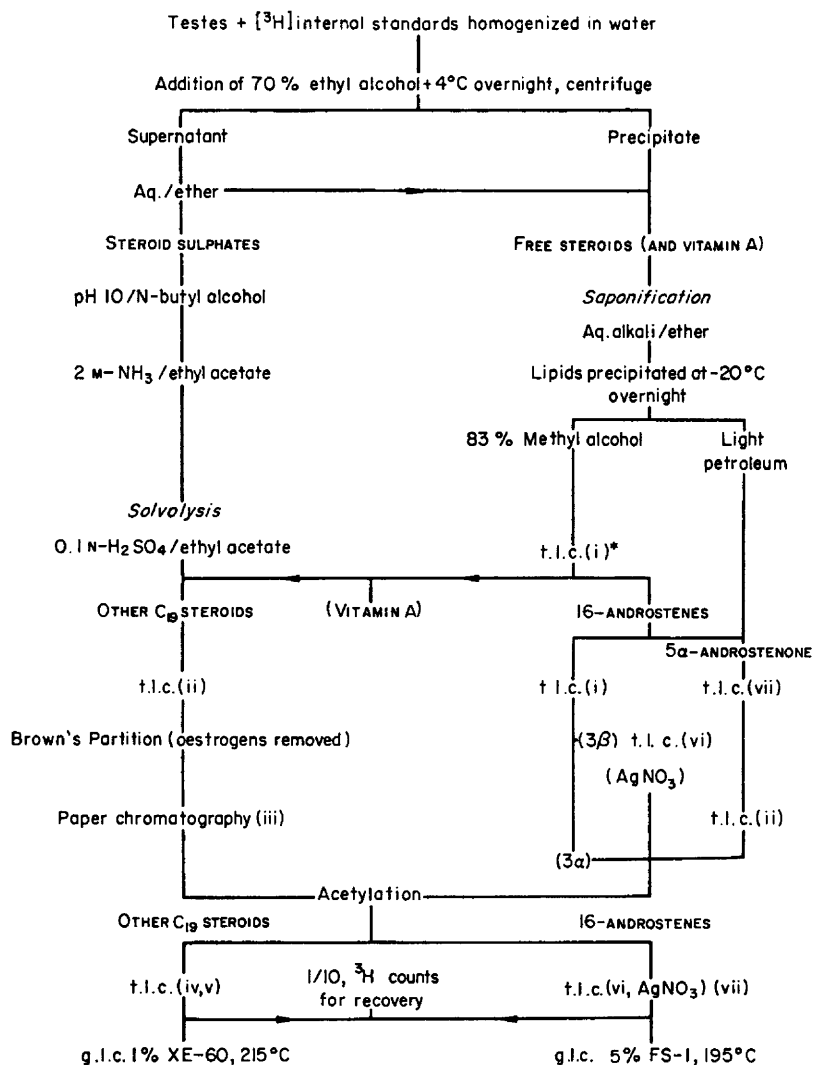 Testes + [³H]internal standards homogenized in water
Addition of 70 % ethyl alcohol+4°C overnight, centrifuge
Supernatant
Precipitate
Aq./ether
STEROID SULPHATES
FREE STEROIDS (AND VITAMIN A)
pH 10/N-butyl alcohol
Saponification
Aq. alkali/ether
2 M-NH₃/ethyl acetate
Lipids precipitated at -20°C
overnight
83 % Methyl alcohol
Light
petroleum
Solvolysis
0.1 N-H₂SO₄/ethyl acetate
t.l.c.(i)*
OTHER C₁₉ STEROIDS
(VITAMIN A)
16-ANDROSTENES
5α-ANDROSTENONE
t.l.c.(ii)
t.l.c.(i)
t.l.c.(vii)
Brown's Partition (oestrogens removed)
(3β) t.l.c.(vi)
(AgNO₃)
Paper chromatography (iii)
t.l.c.(ii)
(3α)
Acetylation
OTHER C₁₉ STEROIDS
16-ANDROSTENES
t.l.c.(iv,v)
1/10, ³H counts
for recovery
t.l.c.(vi, AgNO₃) (vii)
g.l.c. 1% XE-60, 215°C
g.l.c. 5% FS-1, 195°C